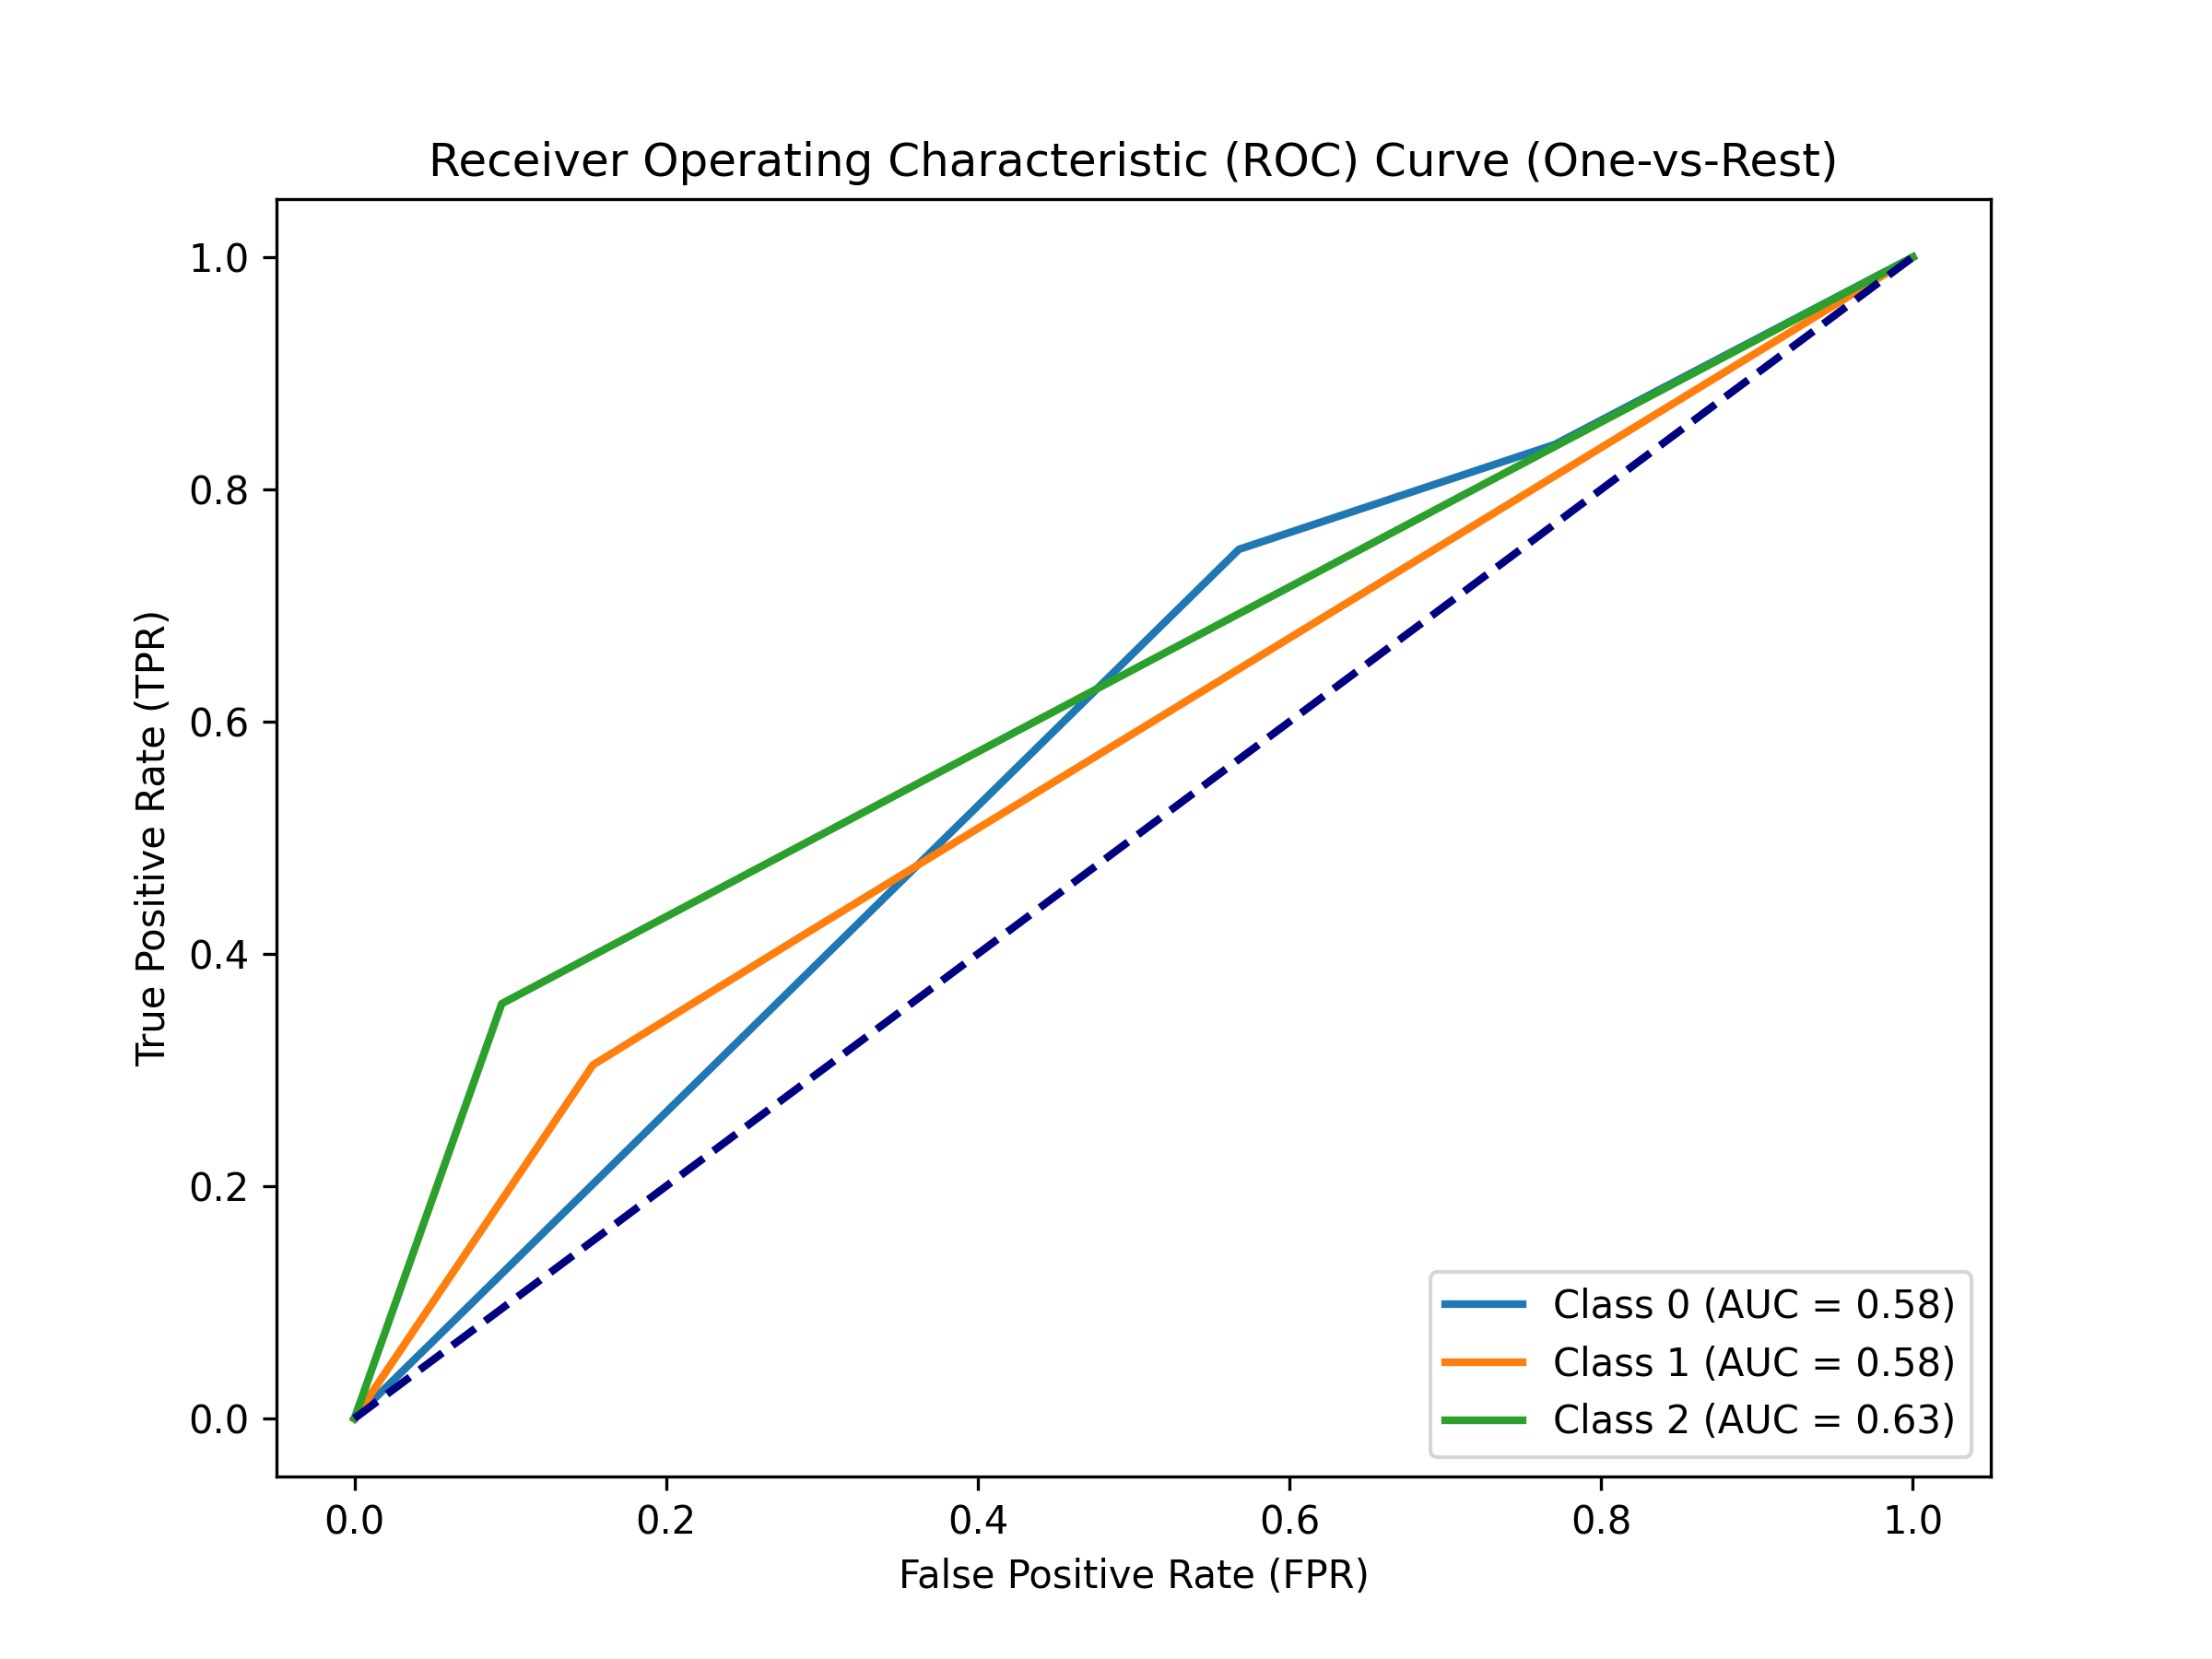 Receiver Operating Characteristic (ROC) Curve (One-vs-Rest)
True Positive Rate (TPR)
1.0
0.8
0.6
0.4
0.2
0.0
0.0 0.2 0.4 0.6 0.8 1.0
False Positive Rate (FPR)
Class 0 (AUC = 0.58)
Class 1 (AUC = 0.58)
Class 2 (AUC = 0.63)